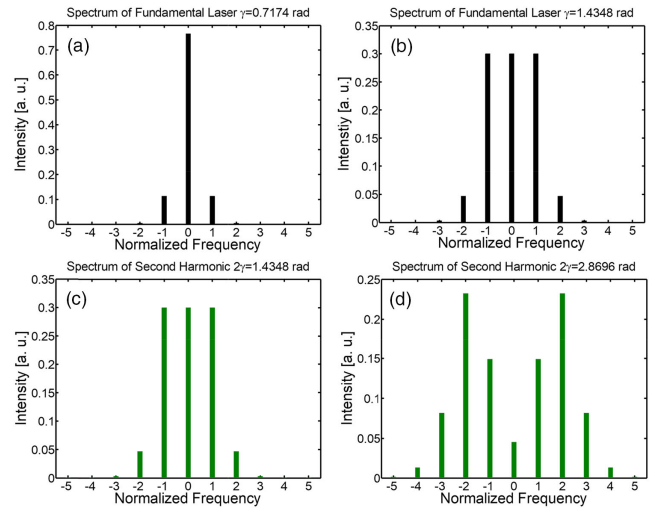 Spectrum of Fundamental Laser γ=0.7174 rad
(a)
Intensity [a. u.]
0.8
0.7
0.6
0.5
0.4
0.3
0.2
0.1
0
-5 -4 -3 -2 -1 0 1 2 3 4 5
Normalized Frequency
Spectrum of Fundamental Laser γ=1.4348 rad
(b)
Intenstiy [a. u.]
0.35
0.3
0.25
0.2
0.15
0.1
0.05
0
-5 -4 -3 -2 -1 0 1 2 3 4 5
Normalized Frequency
Spectrum of Second Harmonic 2γ=1.4348 rad
(c)
Intensity [a. u.]
0.35
0.3
0.25
0.2
0.15
0.1
0.05
0
-5 -4 -3 -2 -1 0 1 2 3 4 5
Normalized Frequency
Spectrum of Second Harmonic 2γ=2.8696 rad
(d)
Intensity [a. u.]
0.25
0.2
0.15
0.1
0.05
0
-5 -4 -3 -2 -1 0 1 2 3 4 5
Normalized Frequency